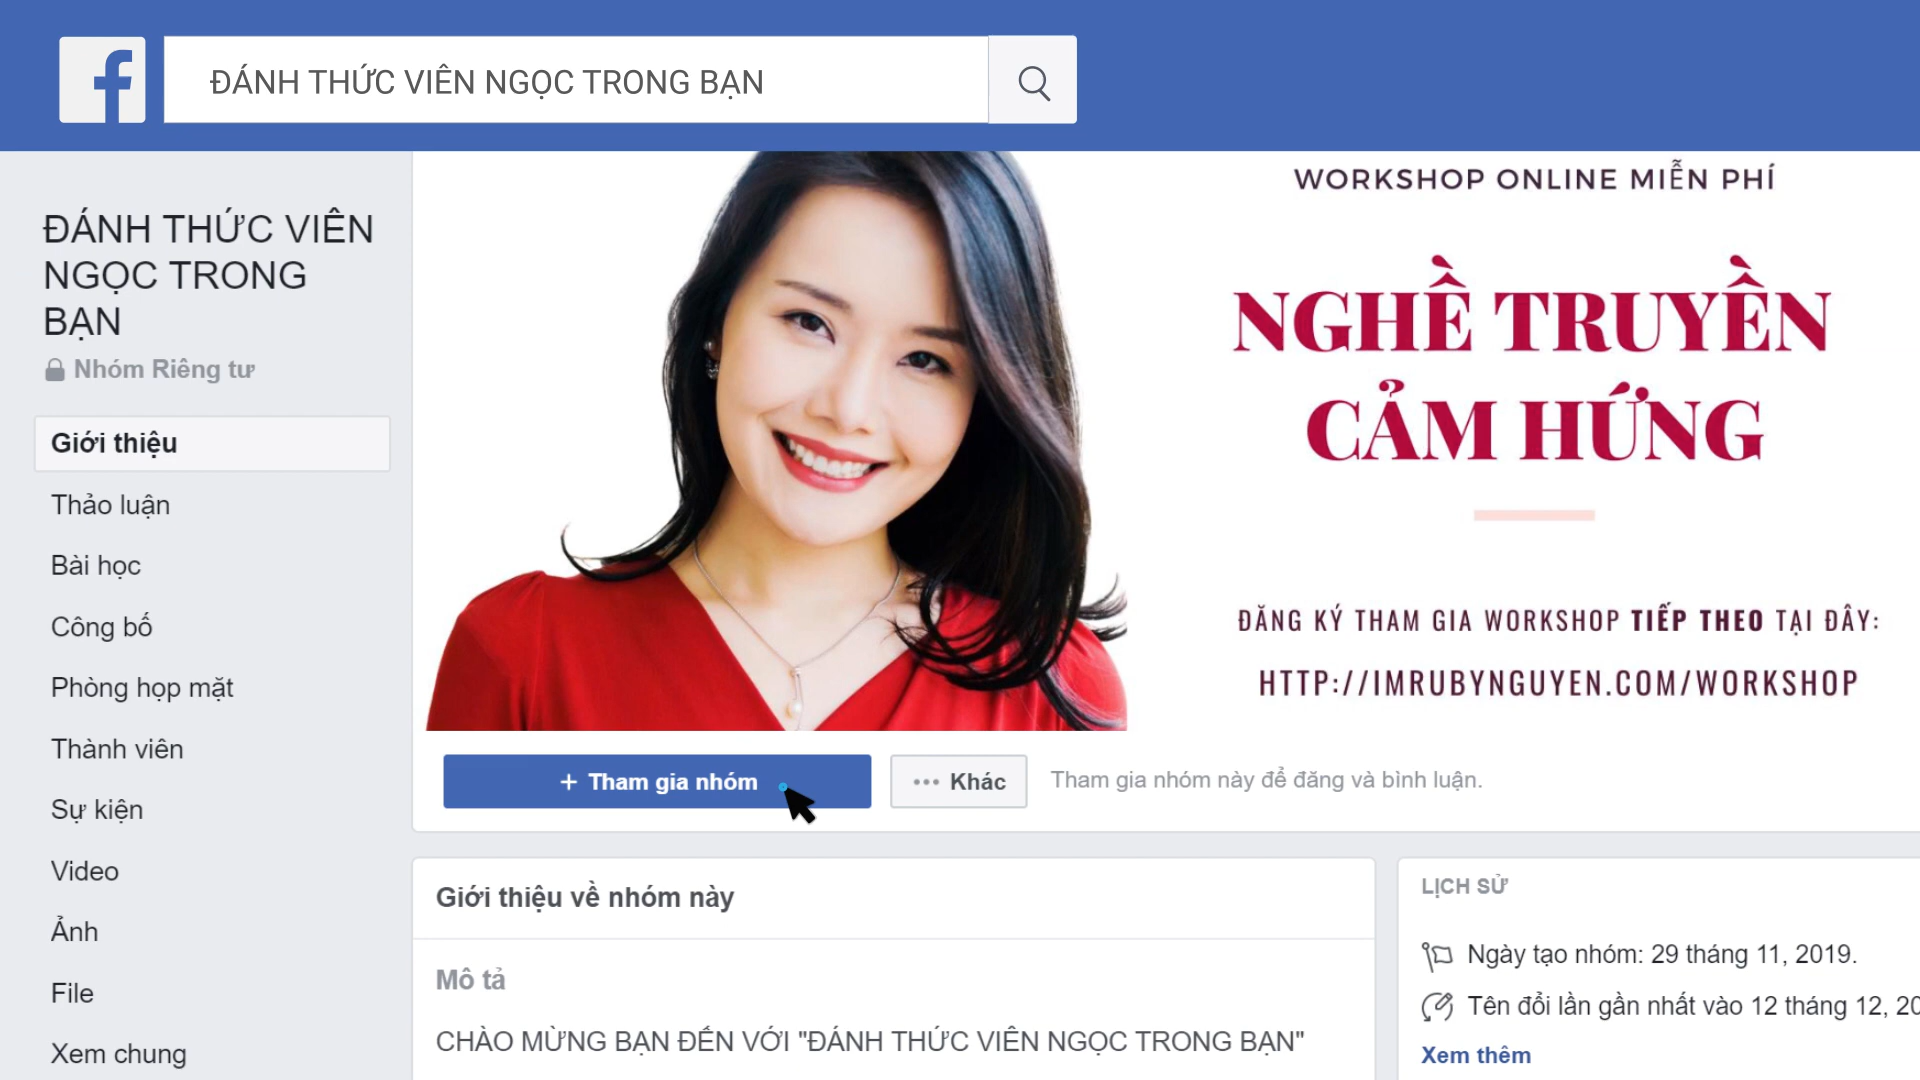 ĐÁNH THỨC VIÊN NGỌC TRONG BẠN
ĐÁNH THỨC VIÊN
NGỌC TRONG
BẠN
Nhóm Riêng tư
Giới thiệu
Thảo luận
Bài học
Công bố
Phòng họp mặt
Thành viên
Sự kiện
Video
Ảnh
File
Xem chung
WORKSHOP ONLINE MIỄN PHÍ
NGHỀ TRUYỀN
CẢM HỨNG
ĐĂNG KÝ THAM GIA WORKSHOP TIẾP THEO TẠI ĐÂY:
HTTP://IMRUBYNGUYEN.COM/WORKSHOP
+ Tham gia nhóm
••• Khác
Tham gia nhóm này để đăng và bình luận.
Giới thiệu về nhóm này
Mô tả
CHÀO MỪNG BẠN ĐẾN VỚI "ĐÁNH THỨC VIÊN NGỌC TRONG BẠN"
LỊCH SỬ
Ngày tạo nhóm: 29 tháng 11, 2019.
Tên đổi lần gần nhất vào 12 tháng 12, 20
Xem thêm